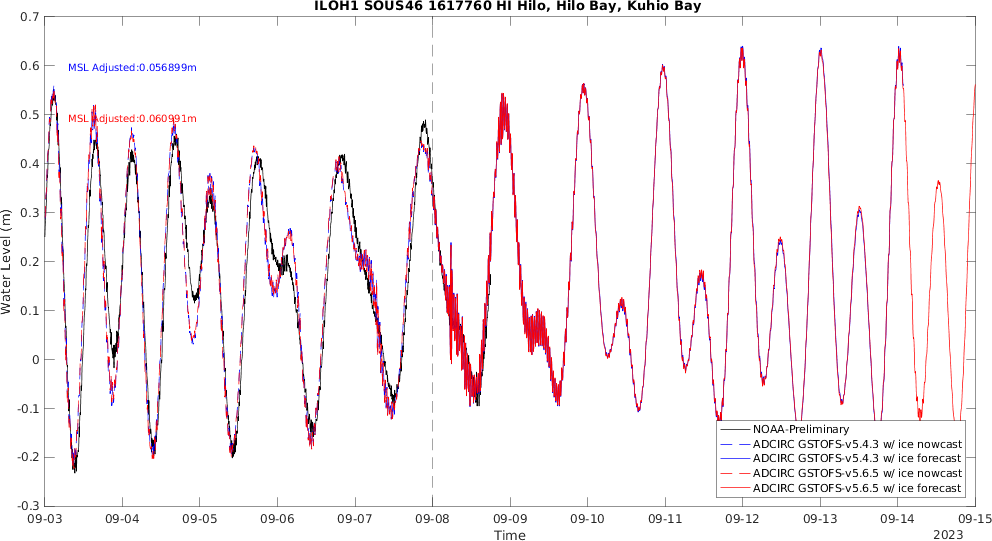 ILOH1 SOUS46 1617760 HI Hilo, Hilo Bay, Kuhio Bay
Water Level (m)
0.7
0.6
0.5
0.4
0.3
0.2
0.1
0
-0.1
-0.2
-0.3
MSL Adjusted:0.056899m
MSL Adjusted:0.060991m
NOAA-Preliminary
ADCIRC GSTOFS-v5.4.3 w/ ice nowcast
ADCIRC GSTOFS-v5.4.3 w/ ice forecast
ADCIRC GSTOFS-v5.6.5 w/ ice nowcast
ADCIRC GSTOFS-v5.6.5 w/ ice forecast
09-03 09-04 09-05 09-06 09-07 09-08 09-09 09-10 09-11 09-12 09-13 09-14 09-15
Time
2023